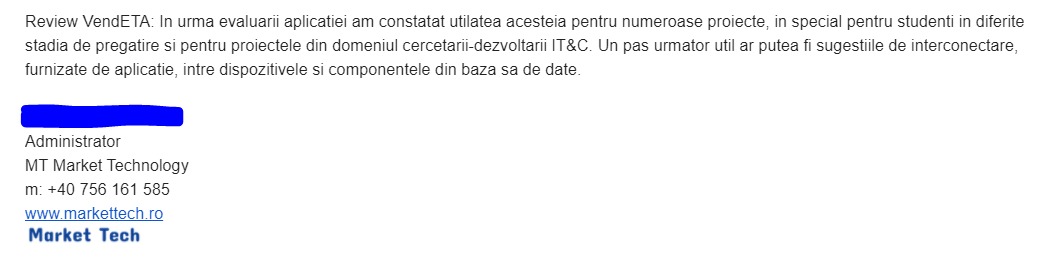 Review VendETA: In urma evaluarii aplicatiei am constatat utilatea acesteia pentru numeroase proiecte, in special pentru studenti in diferite
stadia de pregatire si pentru proiectele din domeniul cercetarii-dezvoltarii IT&C. Un pas urmator util ar putea fi sugestiile de interconectare,
furnizate de aplicatie, intre dispozitivele si componentele din baza sa de date.
Administrator
MT Market Technology
m: +40 756 161 585
www.markettech.ro
Market Tech